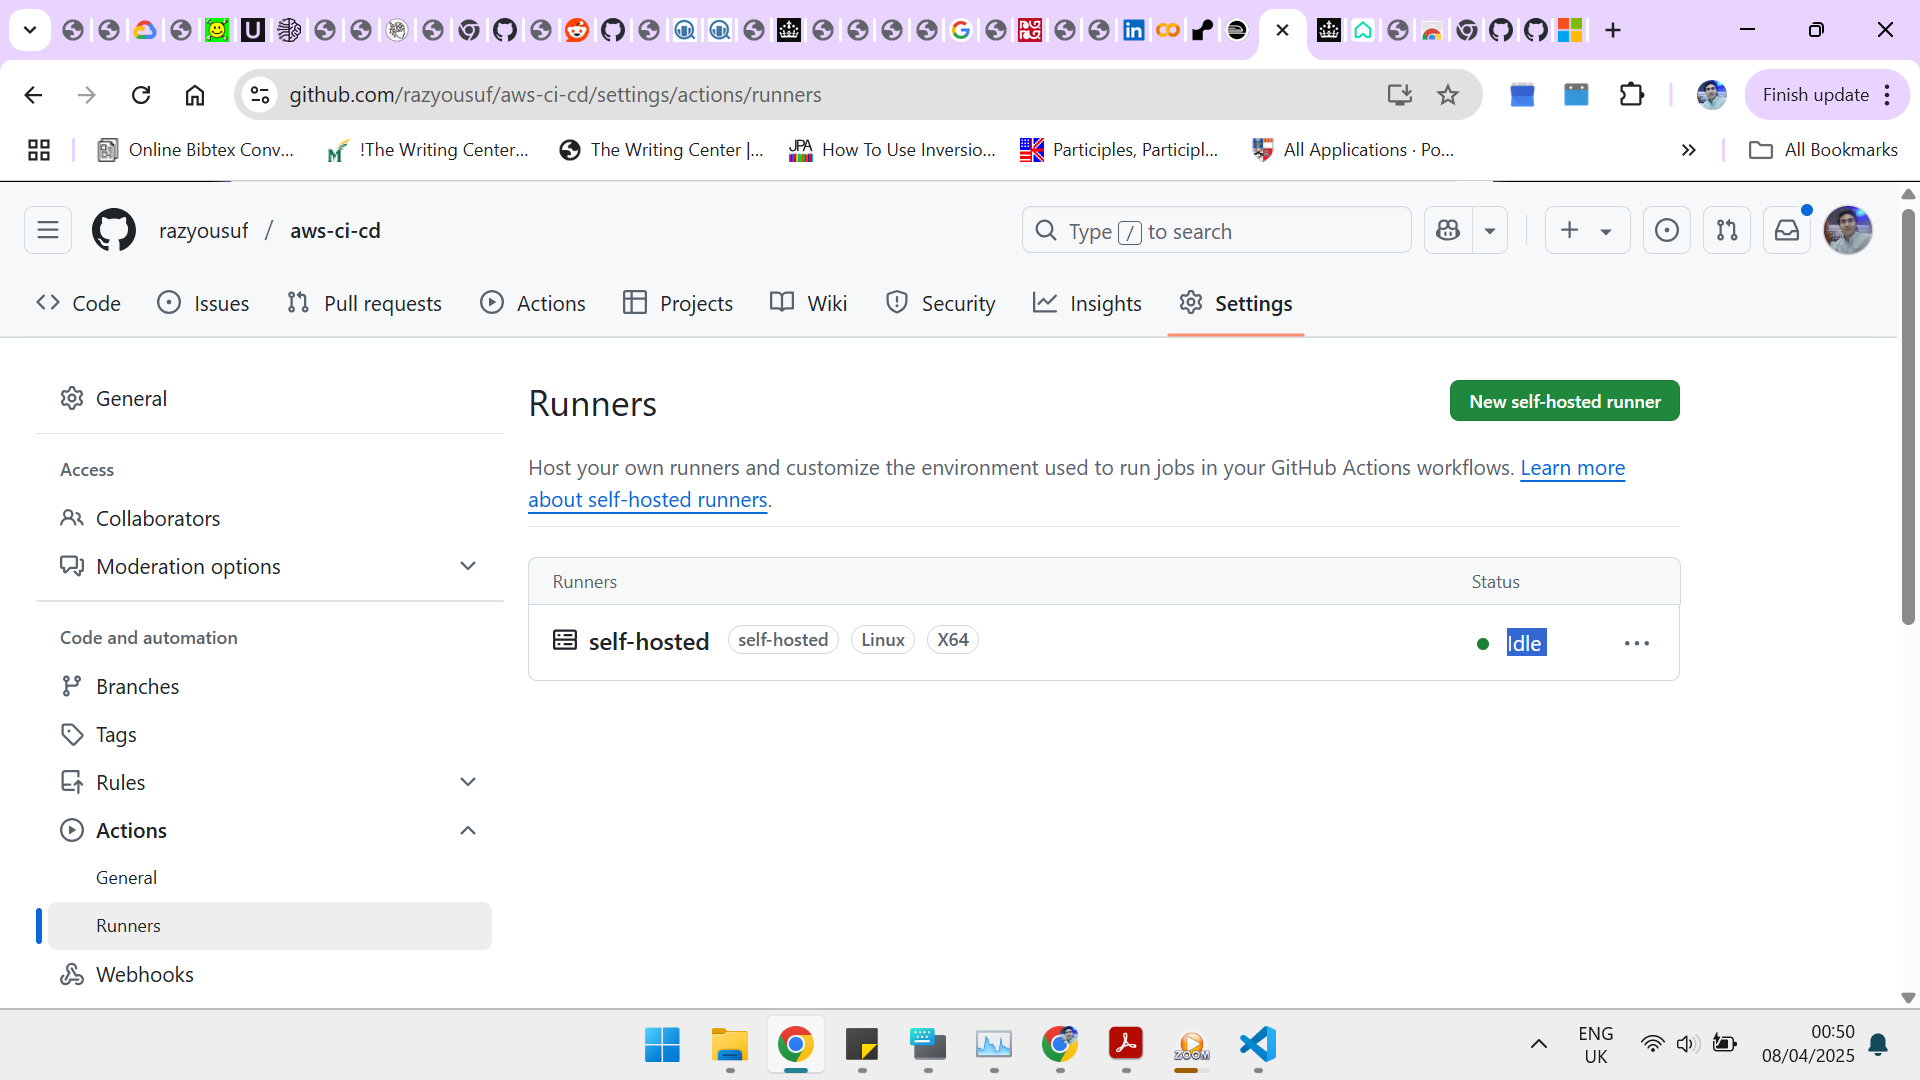 github.com/razyousuf/aws-ci-cd/settings/actions/runners
Finish update
Online Bibtex Conv...
!The Writing Center...
The Writing Center |...
JPA
How To Use Inversio...
Participles, Participl...
All Applications · Po...
All Bookmarks
razyousuf / aws-ci-cd
Type / to search
Code
Issues
Pull requests
Actions
Projects
Wiki
Security
Insights
Settings
General
Access
Collaborators
Moderation options
Code and automation
Branches
Tags
Rules
Actions
General
Runners
Webhooks
Runners
New self-hosted runner
Host your own runners and customize the environment used to run jobs in your GitHub Actions workflows. Learn more
about self-hosted runners.
Runners
Status
self-hosted
self-hosted
Linux
X64
Idle
ZOOM
ENG
UK
00:50
08/04/2025